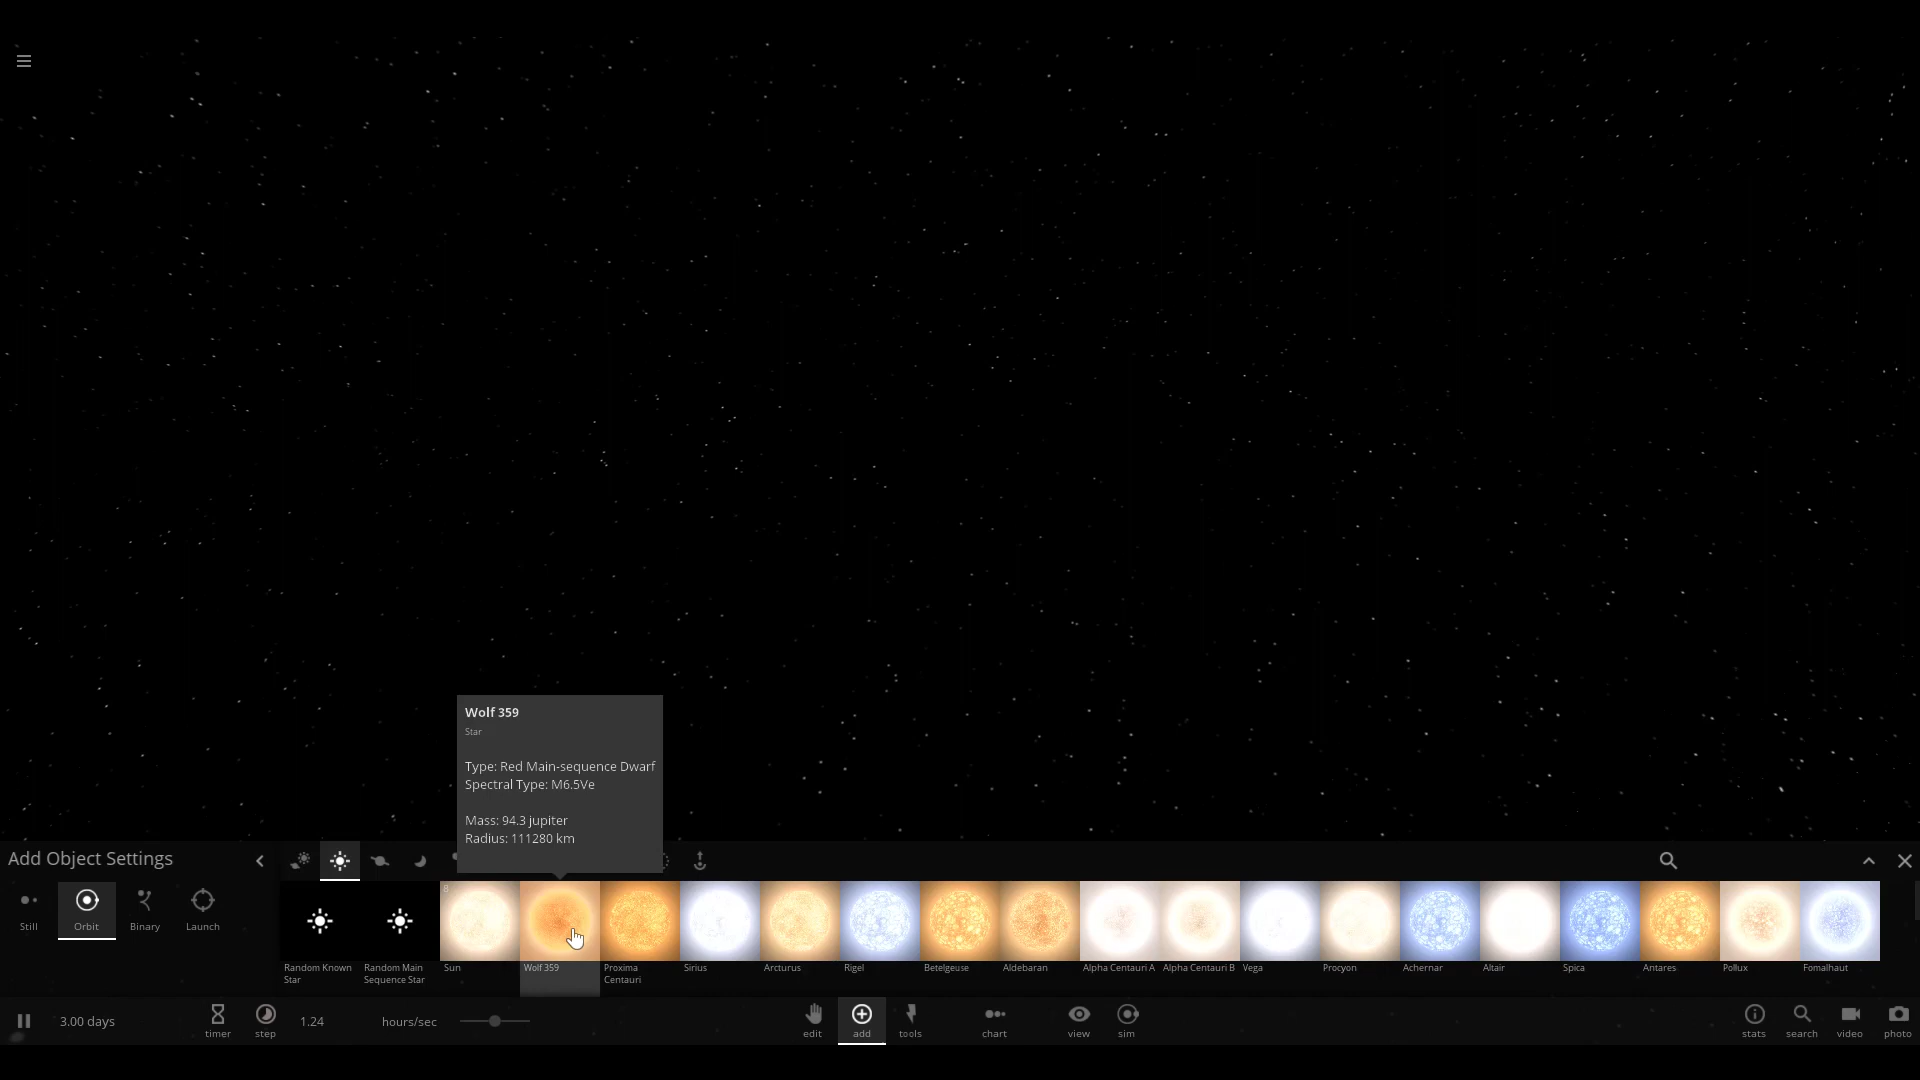 Wolf 359
Star
Type: Red Main-sequence Dwarf
Spectral Type: M6.5Ve
Mass: 94.3 jupiter
Radius: 111280 km
Add Object Settings
Still
Orbit
Binary
Launch
8
Random Known Star
Random Main Sequence Star
Sun
Wolf 359
Proxima Centauri
Sirius
Arcturus
Rigel
Betelgeuse
Aldebaran
Alpha Centauri A
Alpha Centauri B
Vega
Procyon
Achernar
Altair
Spica
Antares
Pollux
Fomalhaut
3.00 days
timer
step
1.24
hours/sec
edit
add
tools
chart
view
sim
stats
search
video
photo